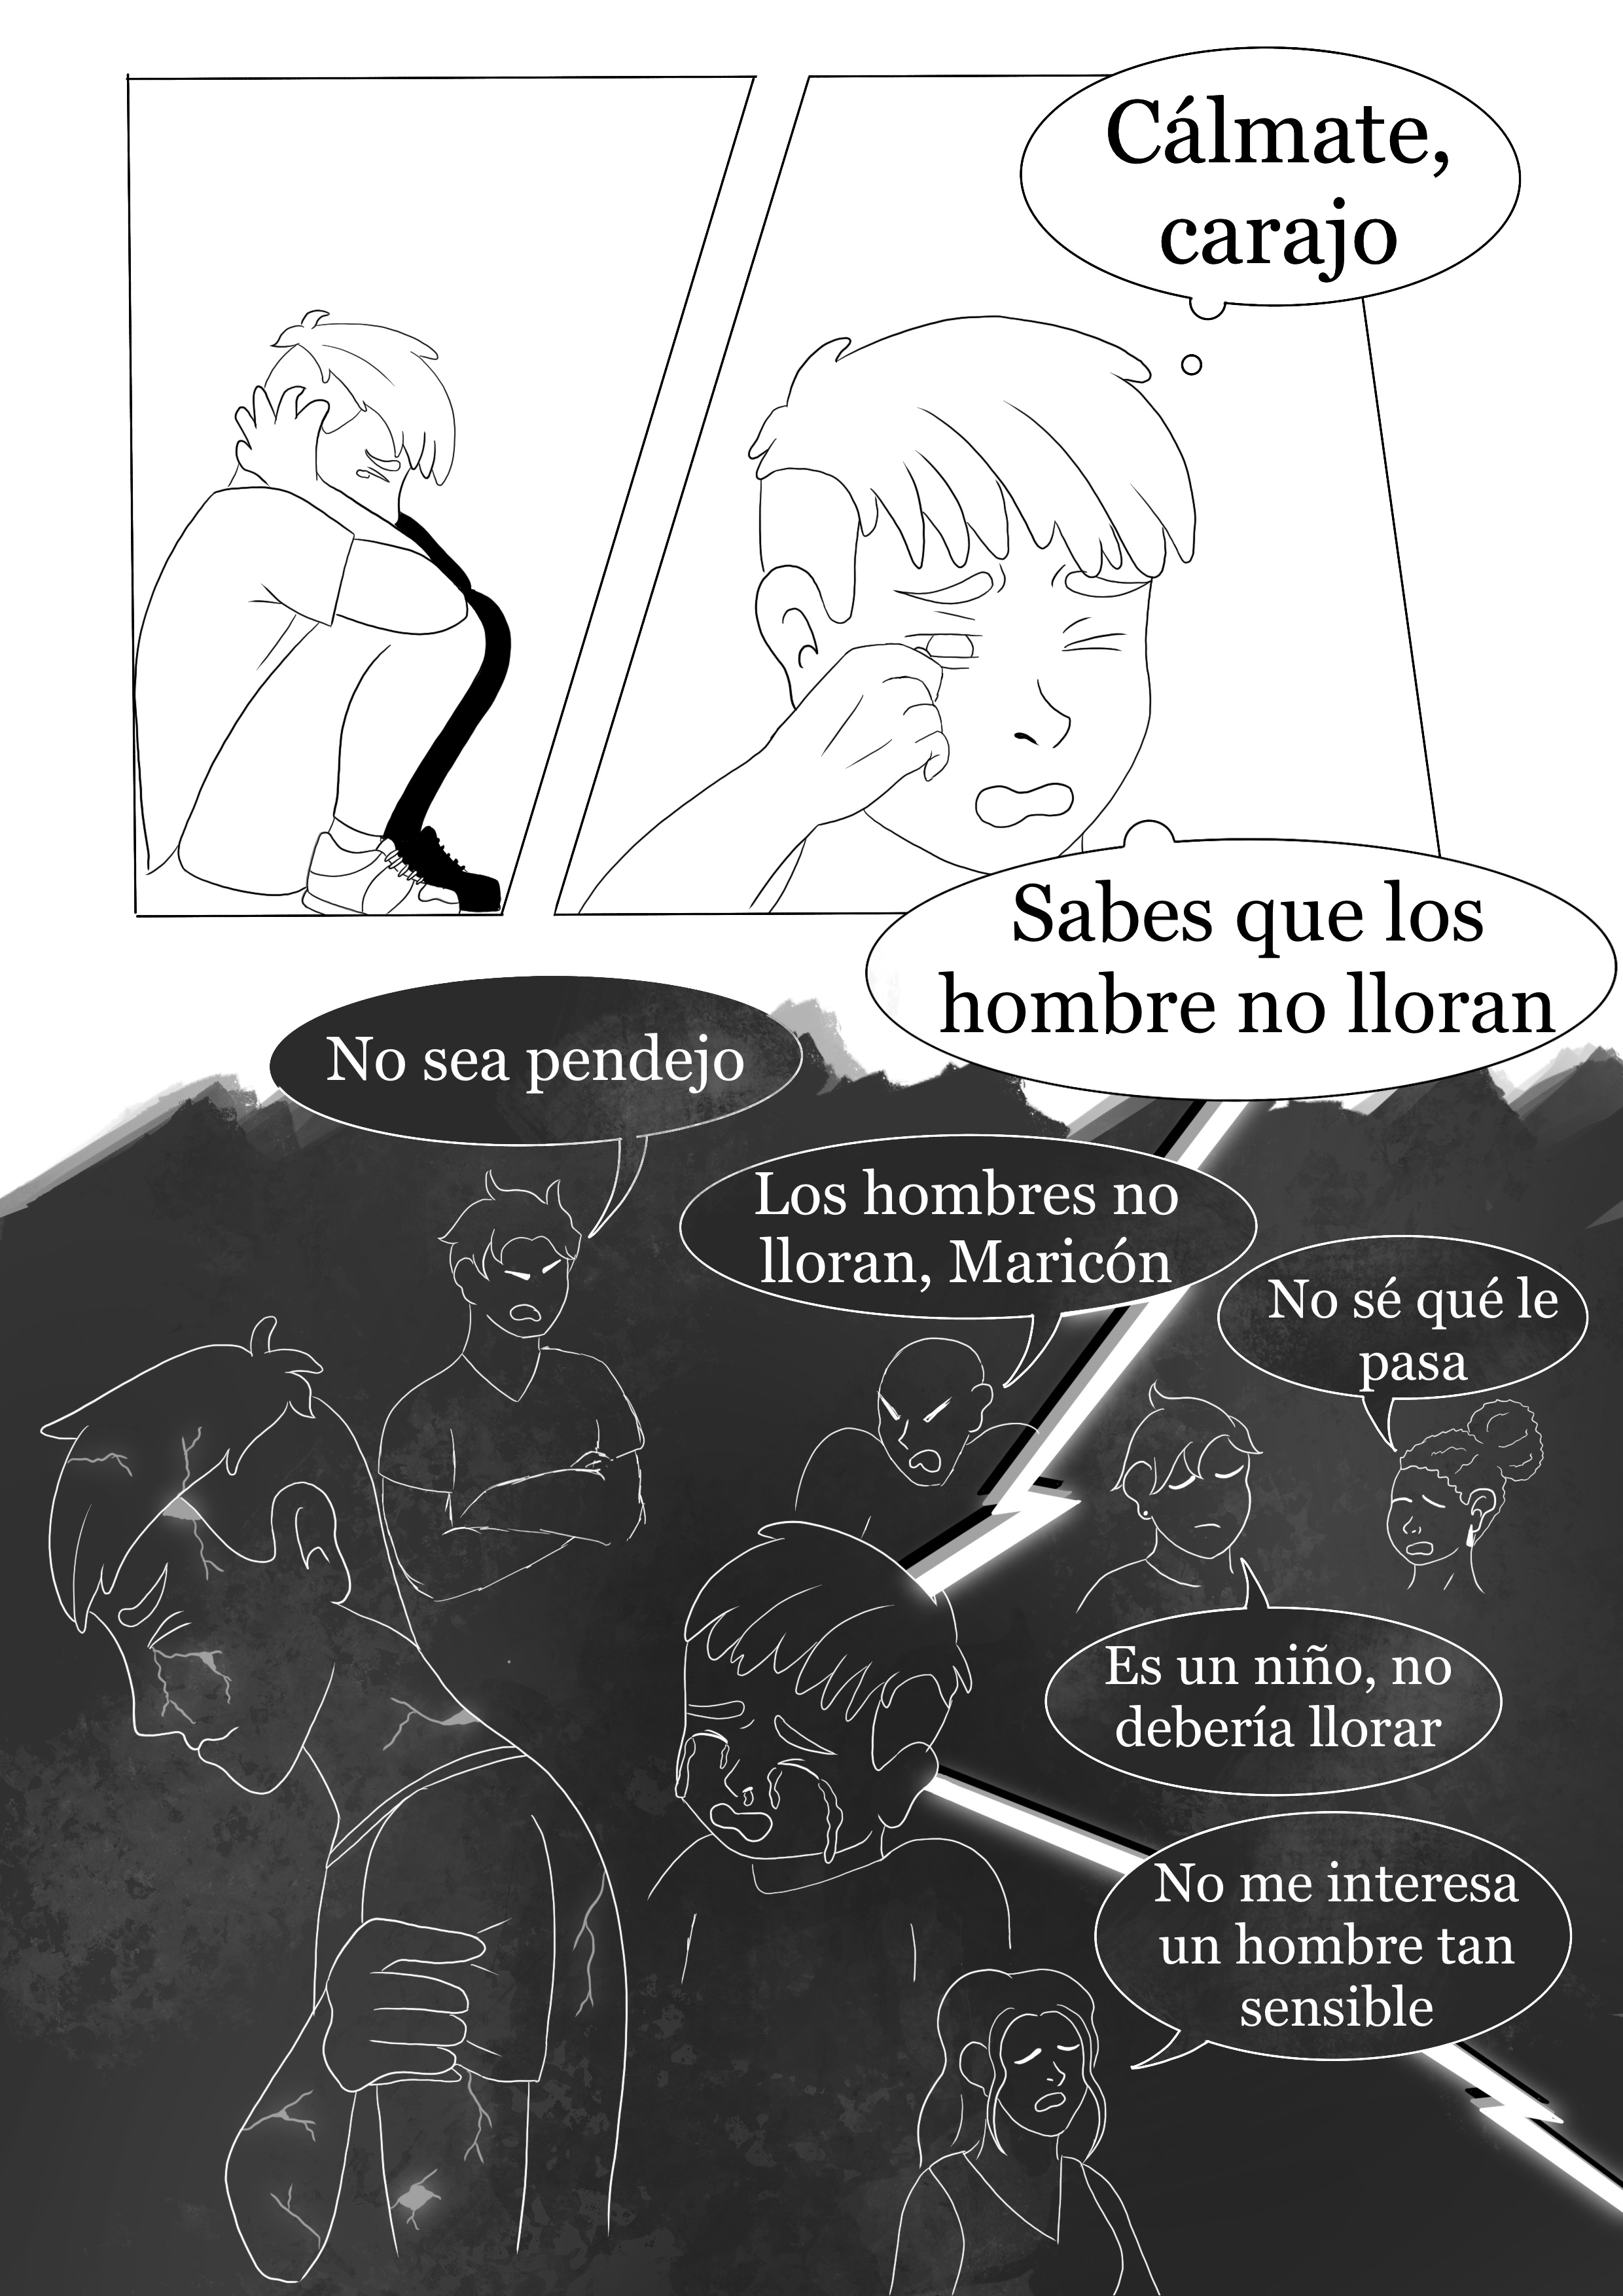 Cálmate,
carajo
Sabes que los
hombre no lloran
No sea pendejo
Los hombres no
lloran, Maricón
No sé qué le
pasa
Es un niño, no
debería llorar
No me interesa
un hombre tan
sensible